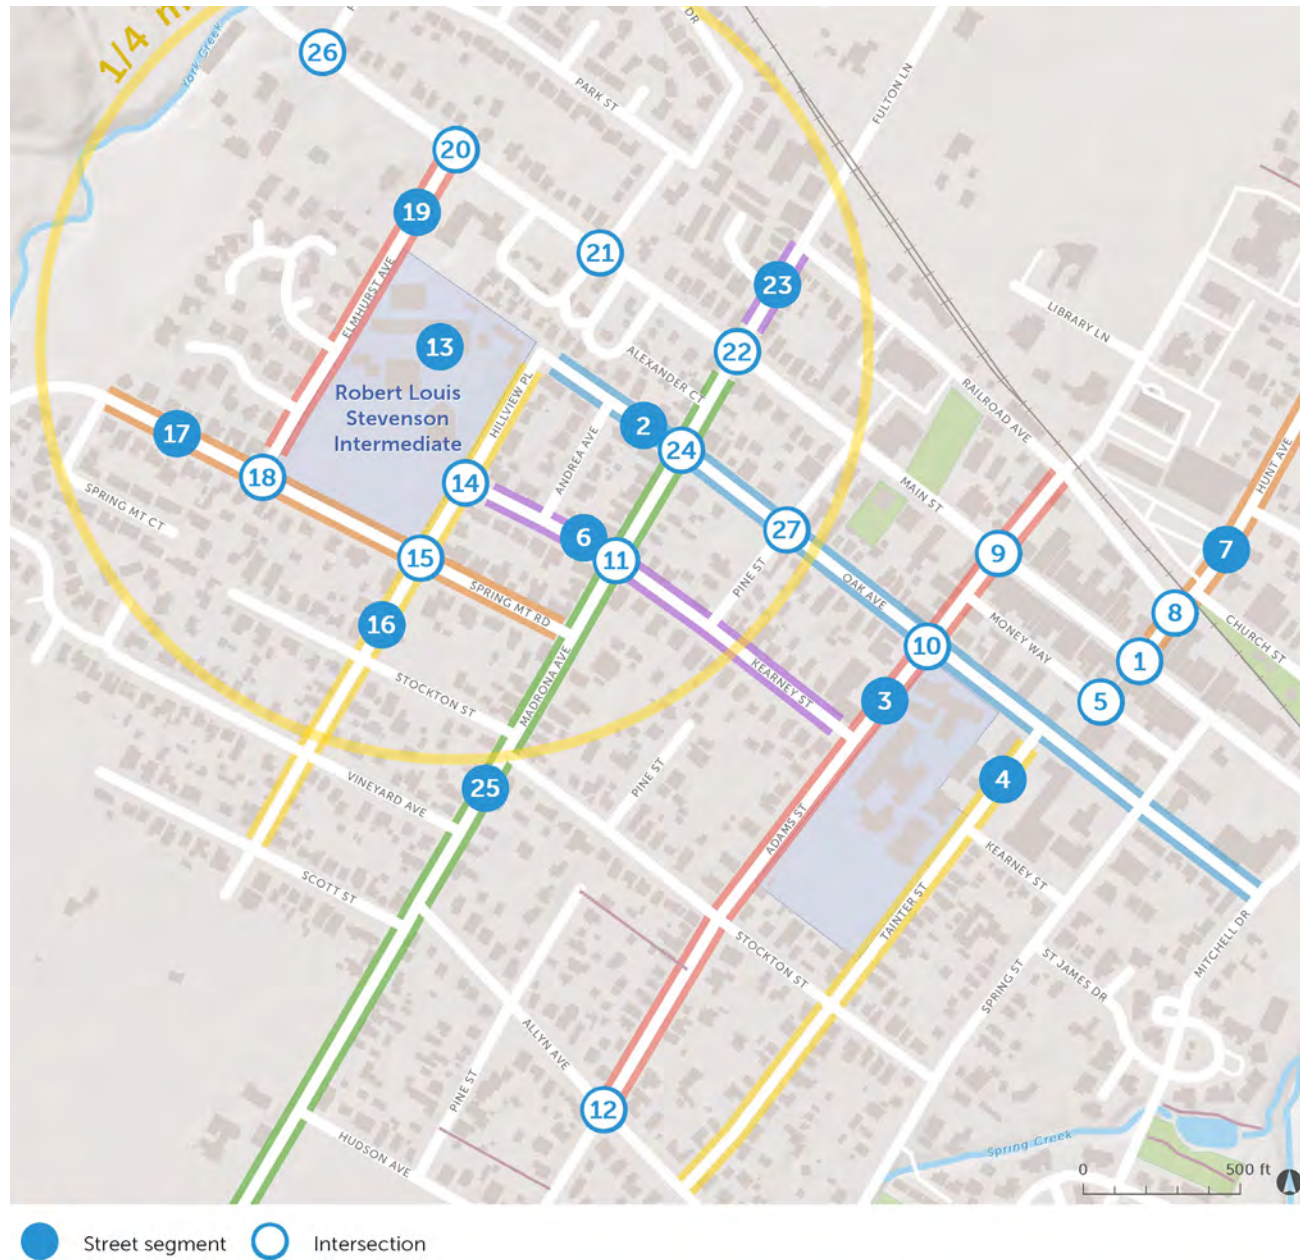 1/4 m
York Creek
DR
26
PARK ST
FULTON LN
20
19
21
23
LIBRARY LN
ELMHURST AVE
13
Robert Louis
Stevenson
Intermediate
HILLVIEW PL
ALEXANDER CT
22
RAILROAD AVE
17
2
24
ANDREA AVE
MAIN ST
HUNT AVE
18
14
SPRING MT CT
6
11
27
9
7
15
PINE ST
OAK AVE
SPRING MT RD
16
MONEY WAY
8
CHURCH ST
10
1
KEARNEY ST
3
5
STOCKTON ST
MADRONA AVE
25
PINE ST
4
VINEYARD AVE
ADAMS ST
KEARNEY ST
SCOTT ST
TAINTER ST
STOCKTON ST
SPRING ST
ST JAMES DR
MITCHELL DR
ALLYN AVE
PINE ST
12
HUDSON AVE
Spring Creek
0 500 ft
Street segment Intersection